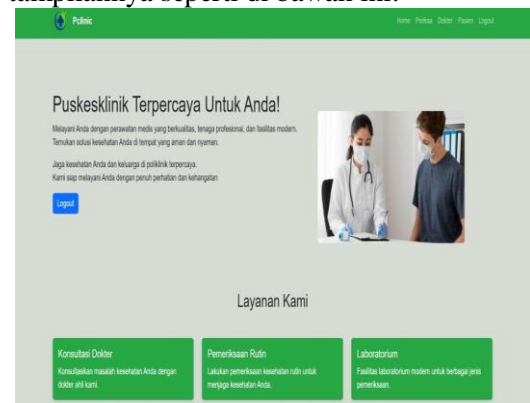 tampilannya seperti di bawah ini:
Pclinic
Home Periksa Dokter Pasien Logout
Puskesklinik Terpercaya Untuk Anda!
Melayani Anda dengan perawatan medis yang berkualitas, tenaga profesional, dan fasilitas modern.
Temukan solusi kesehatan Anda di tempat yang aman dan nyaman.
Jaga kesehatan Anda dan keluarga di poliklinik terpercaya.
Kami siap melayani Anda dengan penuh perhatian dan kehangatan
Logout
Layanan Kami
Konsultasi Dokter
Konsultasikan masalah kesehatan Anda dengan
dokter ahli kami.
Pemeriksaan Rutin
Lakukan pemeriksaan kesehatan rutin untuk
menjaga kesehatan Anda.
Laboratorium
Fasilitas laboratorium modern untuk berbagai jenis
pemeriksaan.